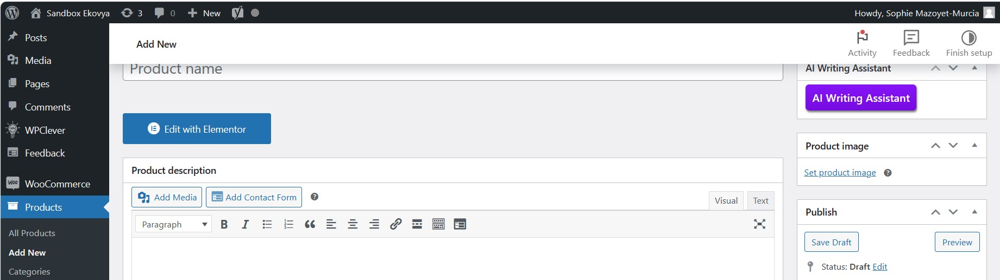 Sandbox Ekovya 3 0 New Howdy, Sophie Mazoyet-Murcia
Posts
Media
Pages
Comments
WPClever
Feedback
WooCommerce
Products
All Products
Add New
Categories
Add New
Activity
Feedback
Finish setup
Product name
Edit with Elementor
Product description
Add Media
Add Contact Form
Visual
Text
Paragraph
AI Writing Assistant
AI Writing Assistant
Product image
Set product image
Publish
Save Draft
Preview
Status: Draft Edit